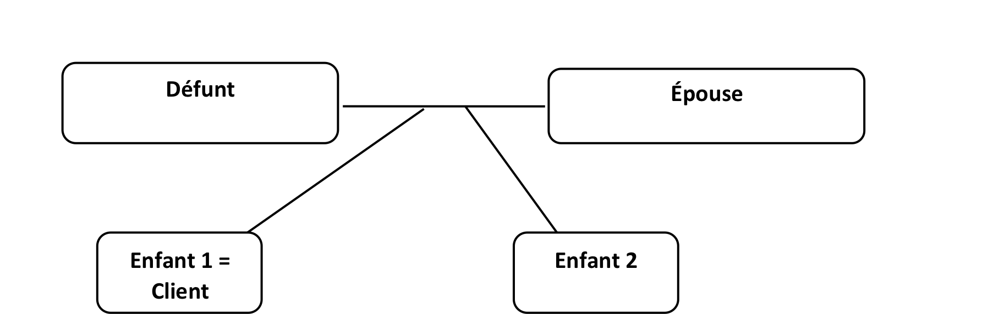 Défunt
Épouse
Enfant 1 =
Client
Enfant 2